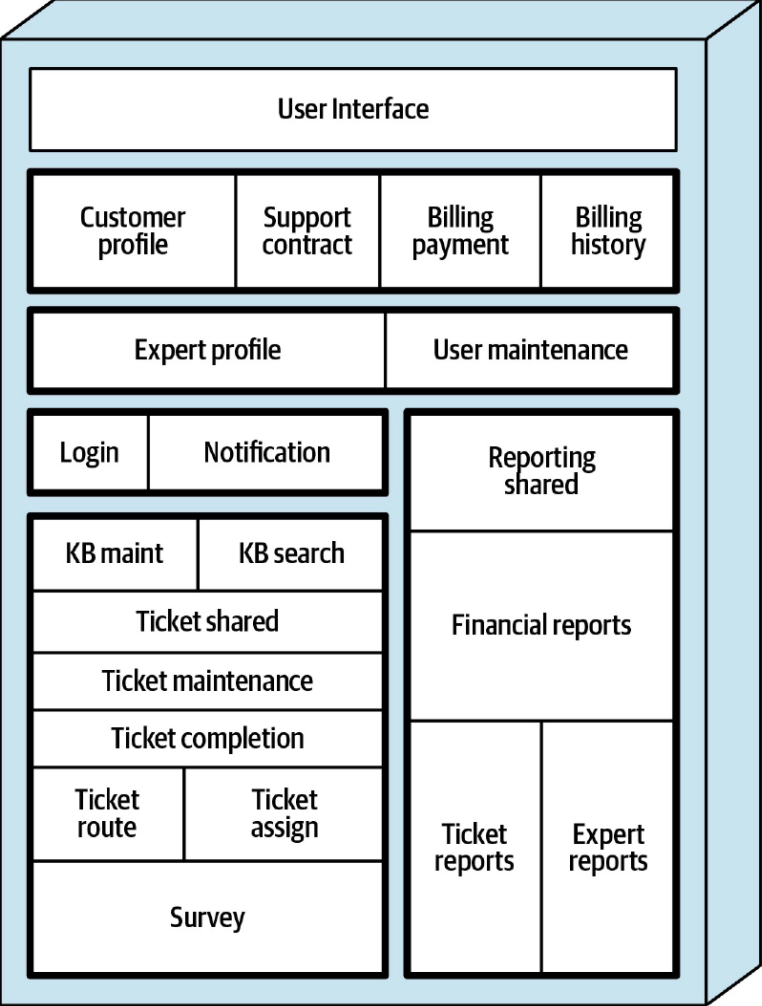 User Interface
Customer
profile
Support
contract
Billing
payment
Billing
history
Expert profile
User maintenance
Login
Notification
Reporting
shared
KB maint
KB search
Ticket shared
Ticket maintenance
Ticket completion
Ticket
route
Ticket
assign
Survey
Financial reports
Ticket
reports
Expert
reports